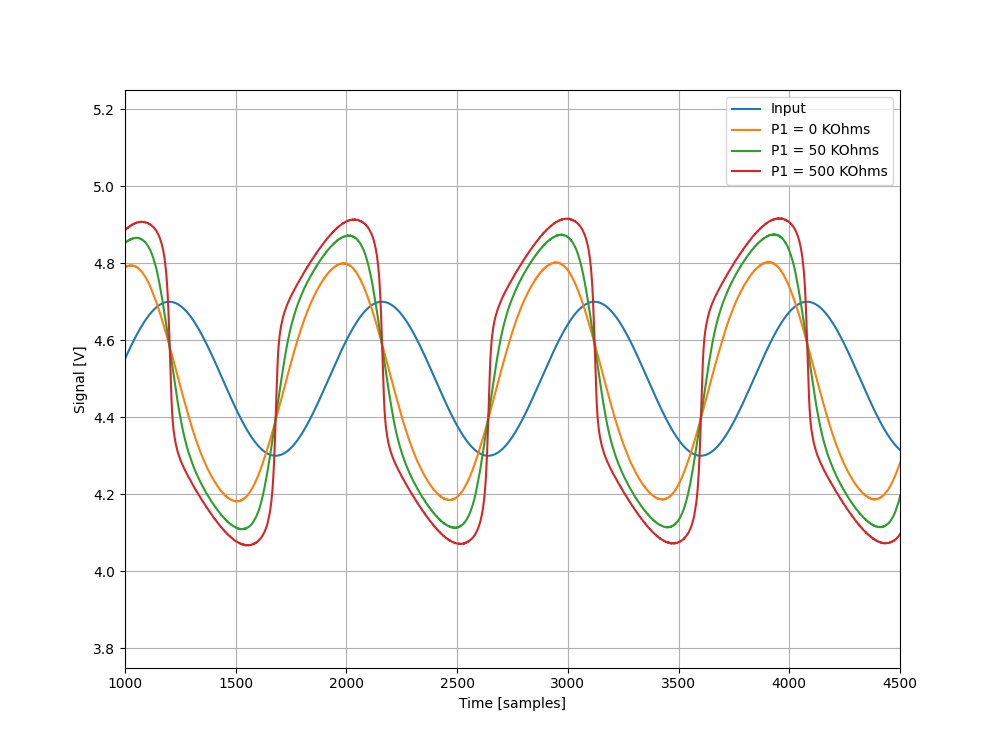 Input
P1 = 0 KOhms
P1 = 50 KOhms
P1 = 500 KOhms
5.2
5.0
4.8
4.6
4.4
4.2
4.0
3.8
Signal [V]
1000 1500 2000 2500 3000 3500 4000 4500
Time [samples]